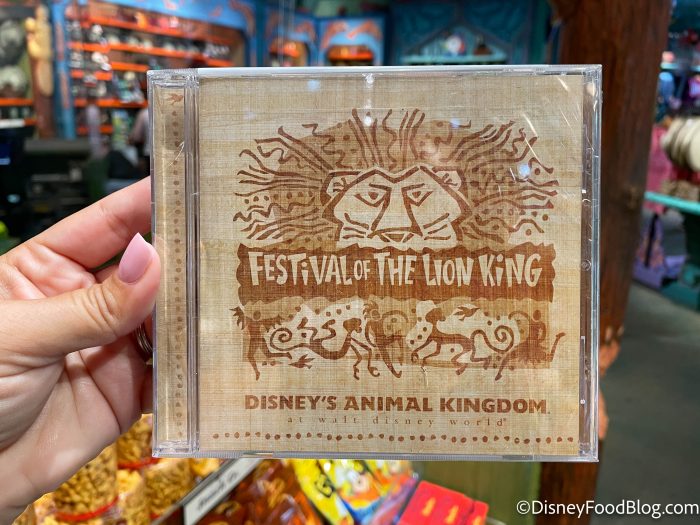 FESTIVAL OF THE LION KING
DISNEY'S ANIMAL KINGDOM®
at walt disney world®
©DisneyFoodBlog.com